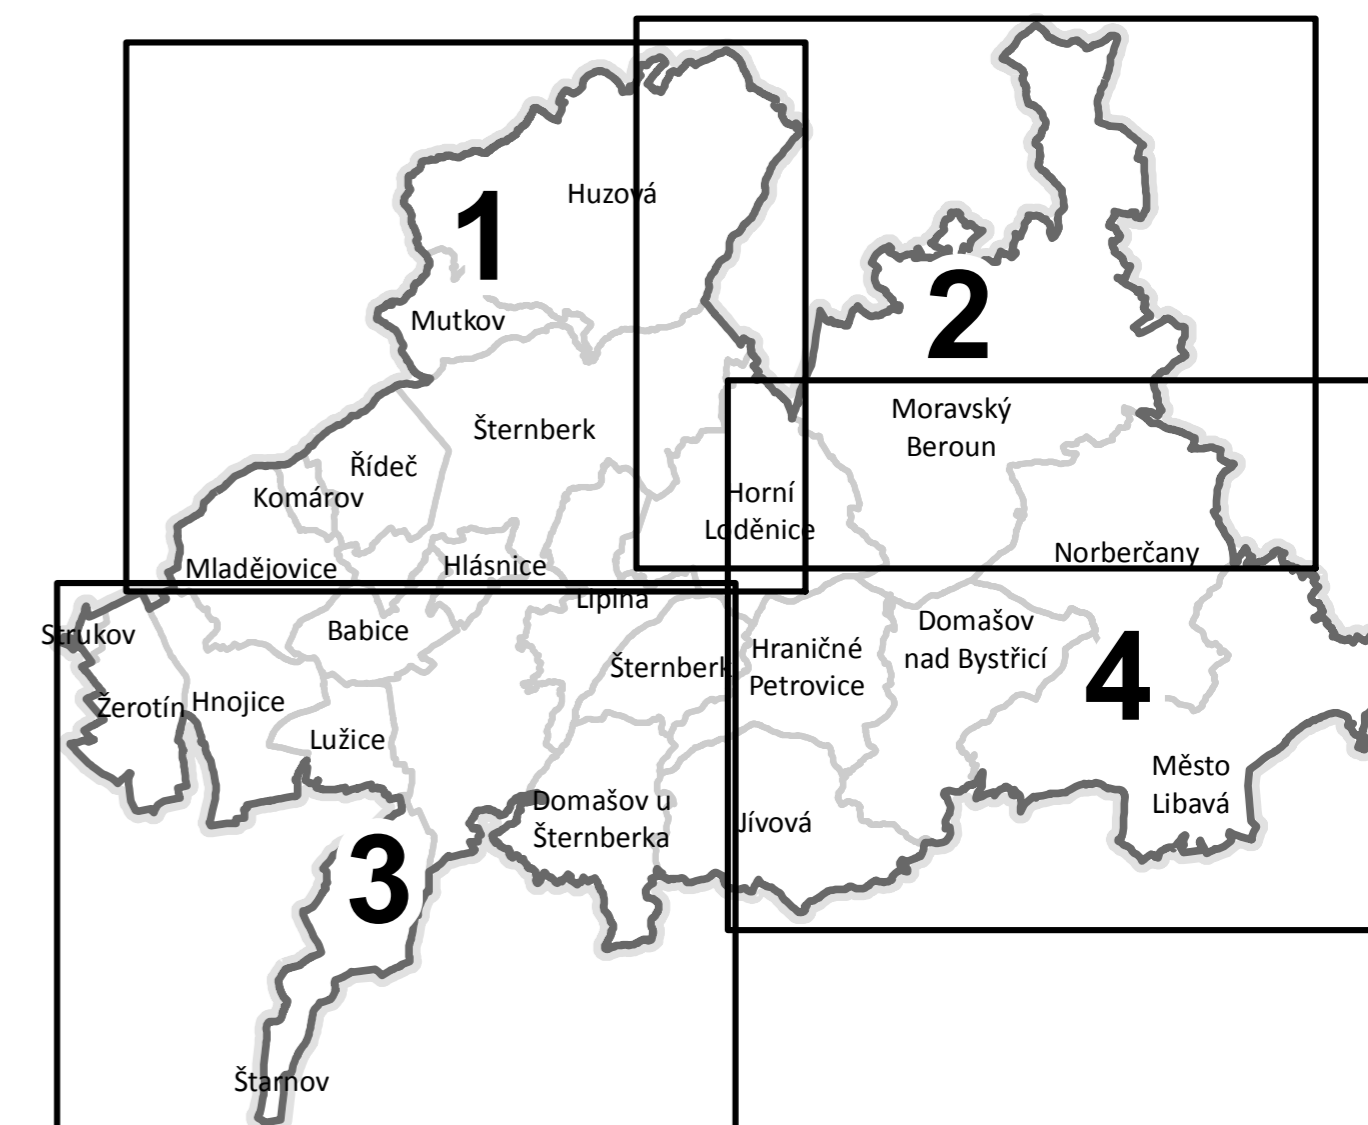 Huzová
1
2
Mutkov
Moravský
Beroun
Šternberk
Řídeč
Komárov
Horní
Loděnice
Norberčany
Mladějovice
Hlásnice
Lipina
Strukov
Babice
Domašov
nad Bystřicí
Hraničné
Petrovice
Šternberk
4
Žerotín
Hnojice
Lužice
Město
Libavá
Domašov u
Šternberka
Jívová
3
Štarnov